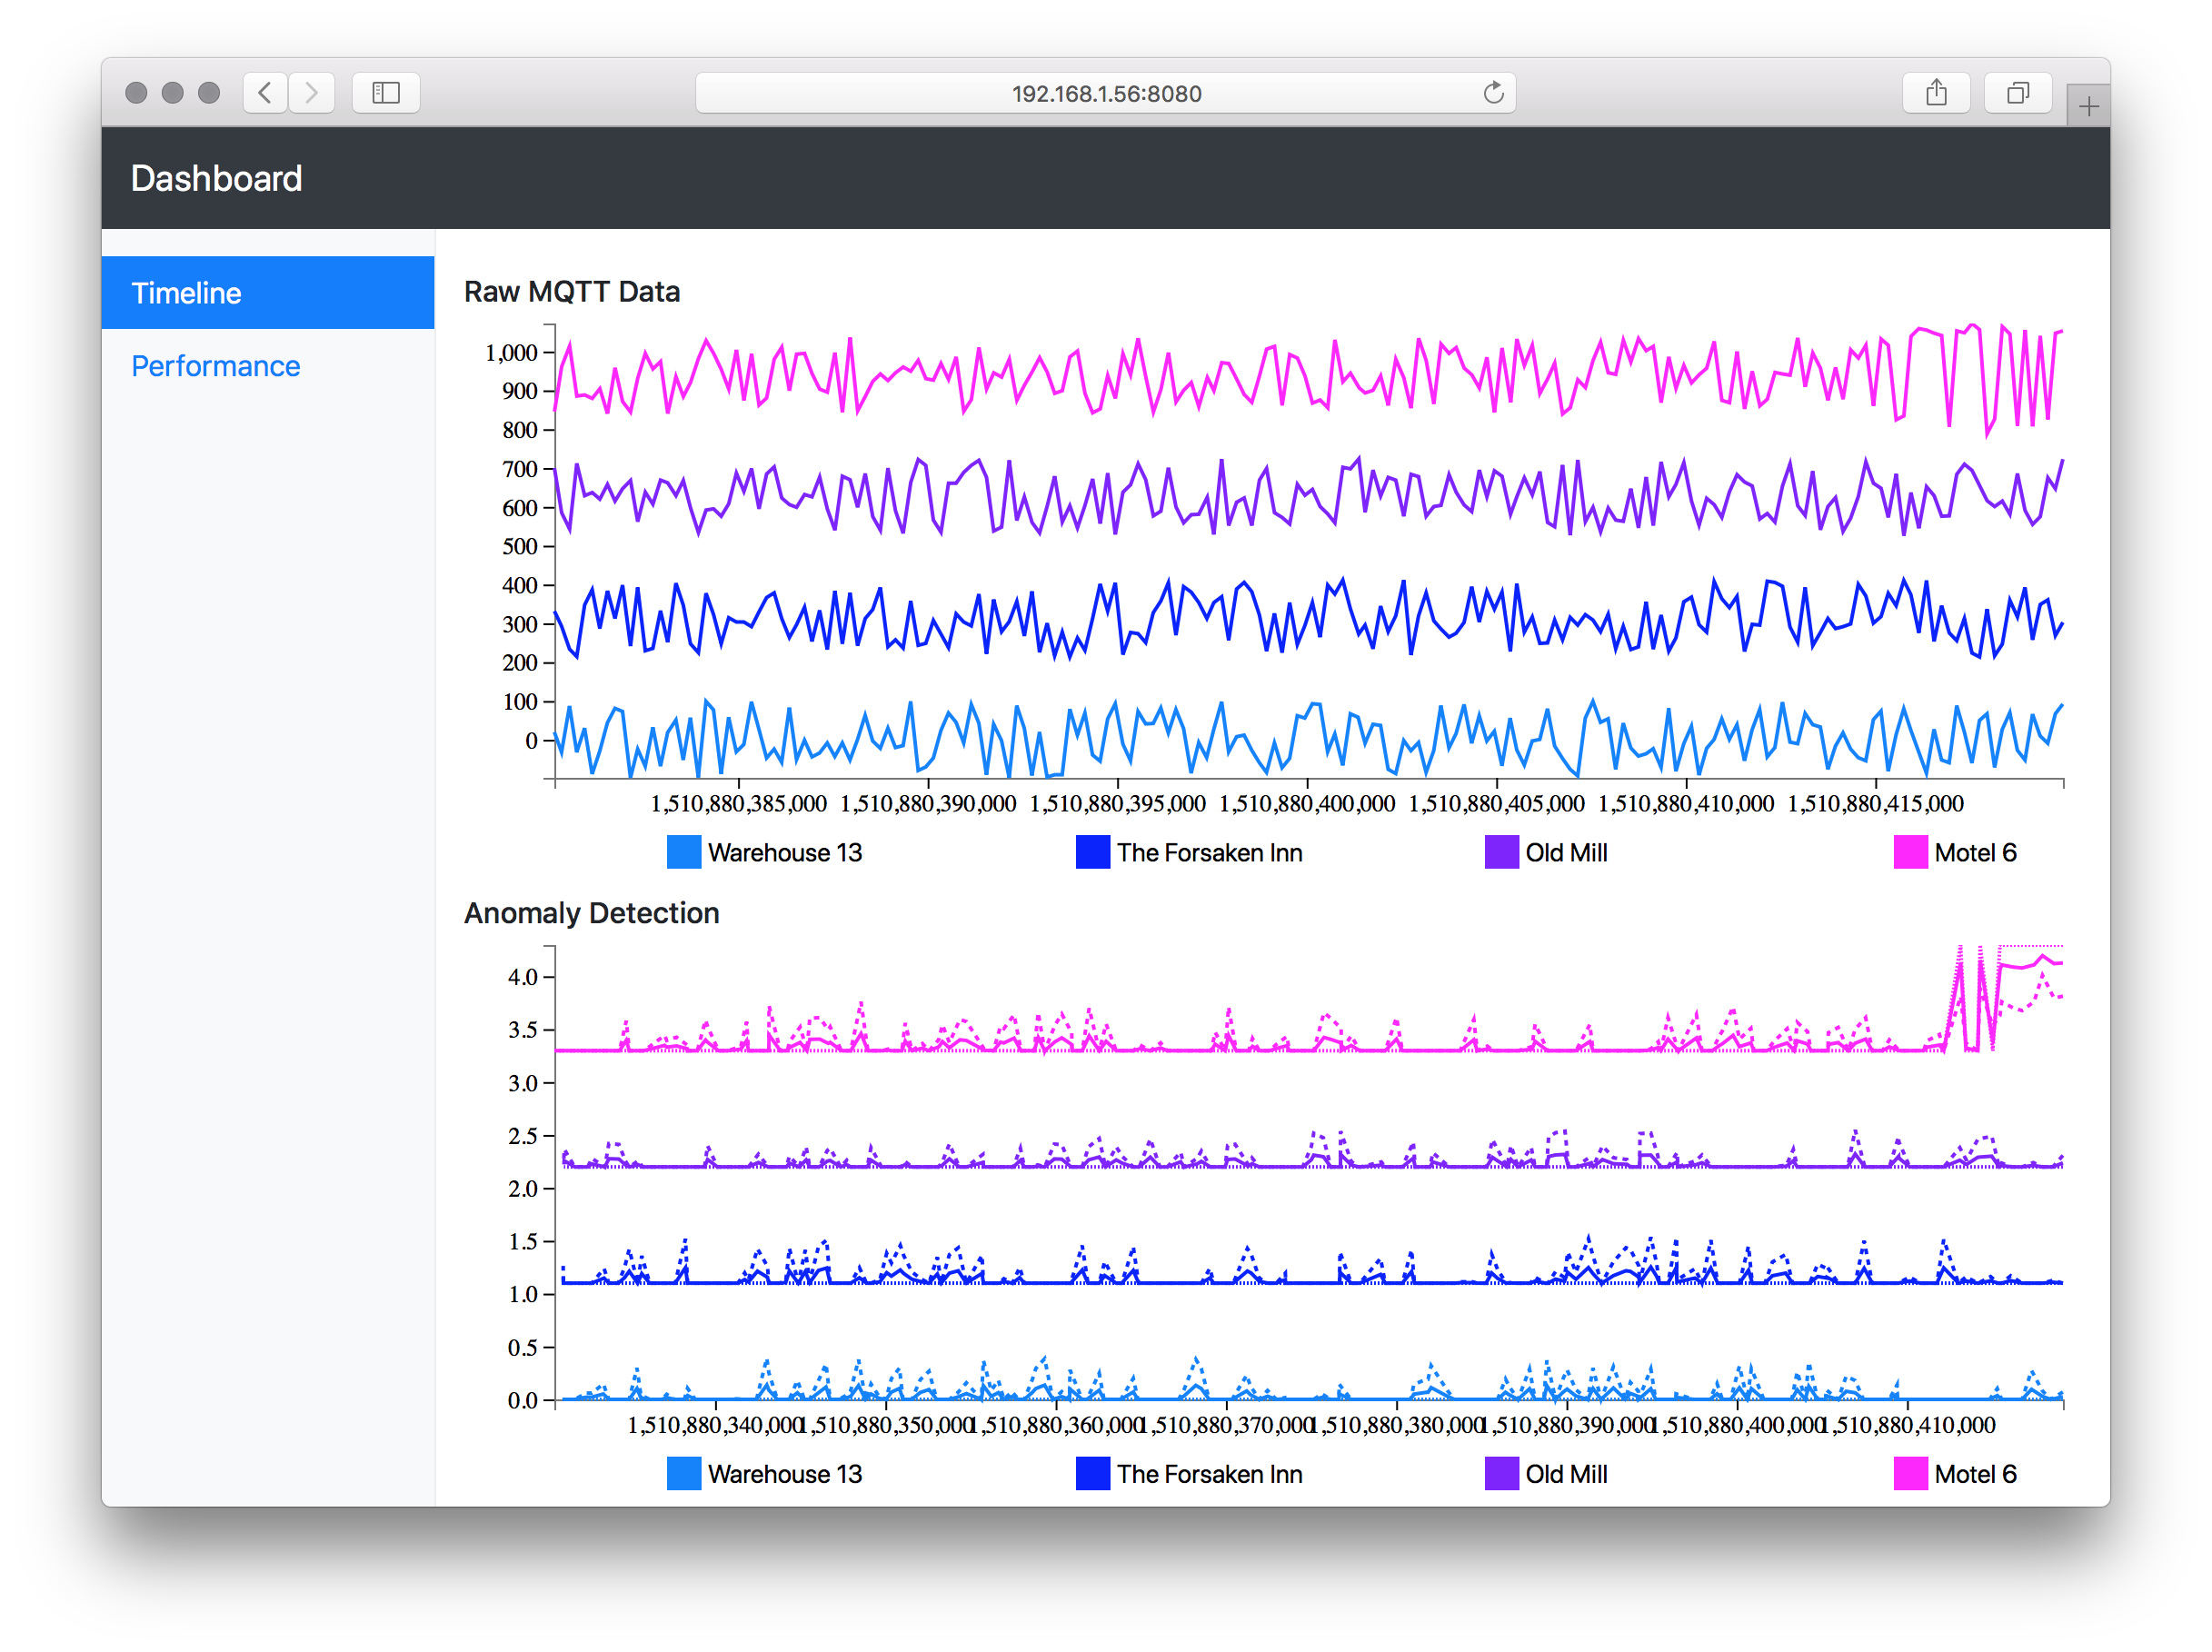 192.168.1.56:8080
Dashboard
Timeline
Performance
Raw MQTT Data
1,000
900
800
700
600
500
400
300
200
100
0
1,510,880,385,000 1,510,880,390,000 1,510,880,395,000 1,510,880,400,000 1,510,880,405,000 1,510,880,410,000 1,510,880,415,000
Warehouse 13 The Forsaken Inn Old Mill Motel 6
Anomaly Detection
4.0
3.5
3.0
2.5
2.0
1.5
1.0
0.5
0.0
1,510,880,340,000 1,510,880,350,000 1,510,880,360,000 1,510,880,370,000 1,510,880,380,000 1,510,880,390,000 1,510,880,400,000 1,510,880,410,000
Warehouse 13 The Forsaken Inn Old Mill Motel 6